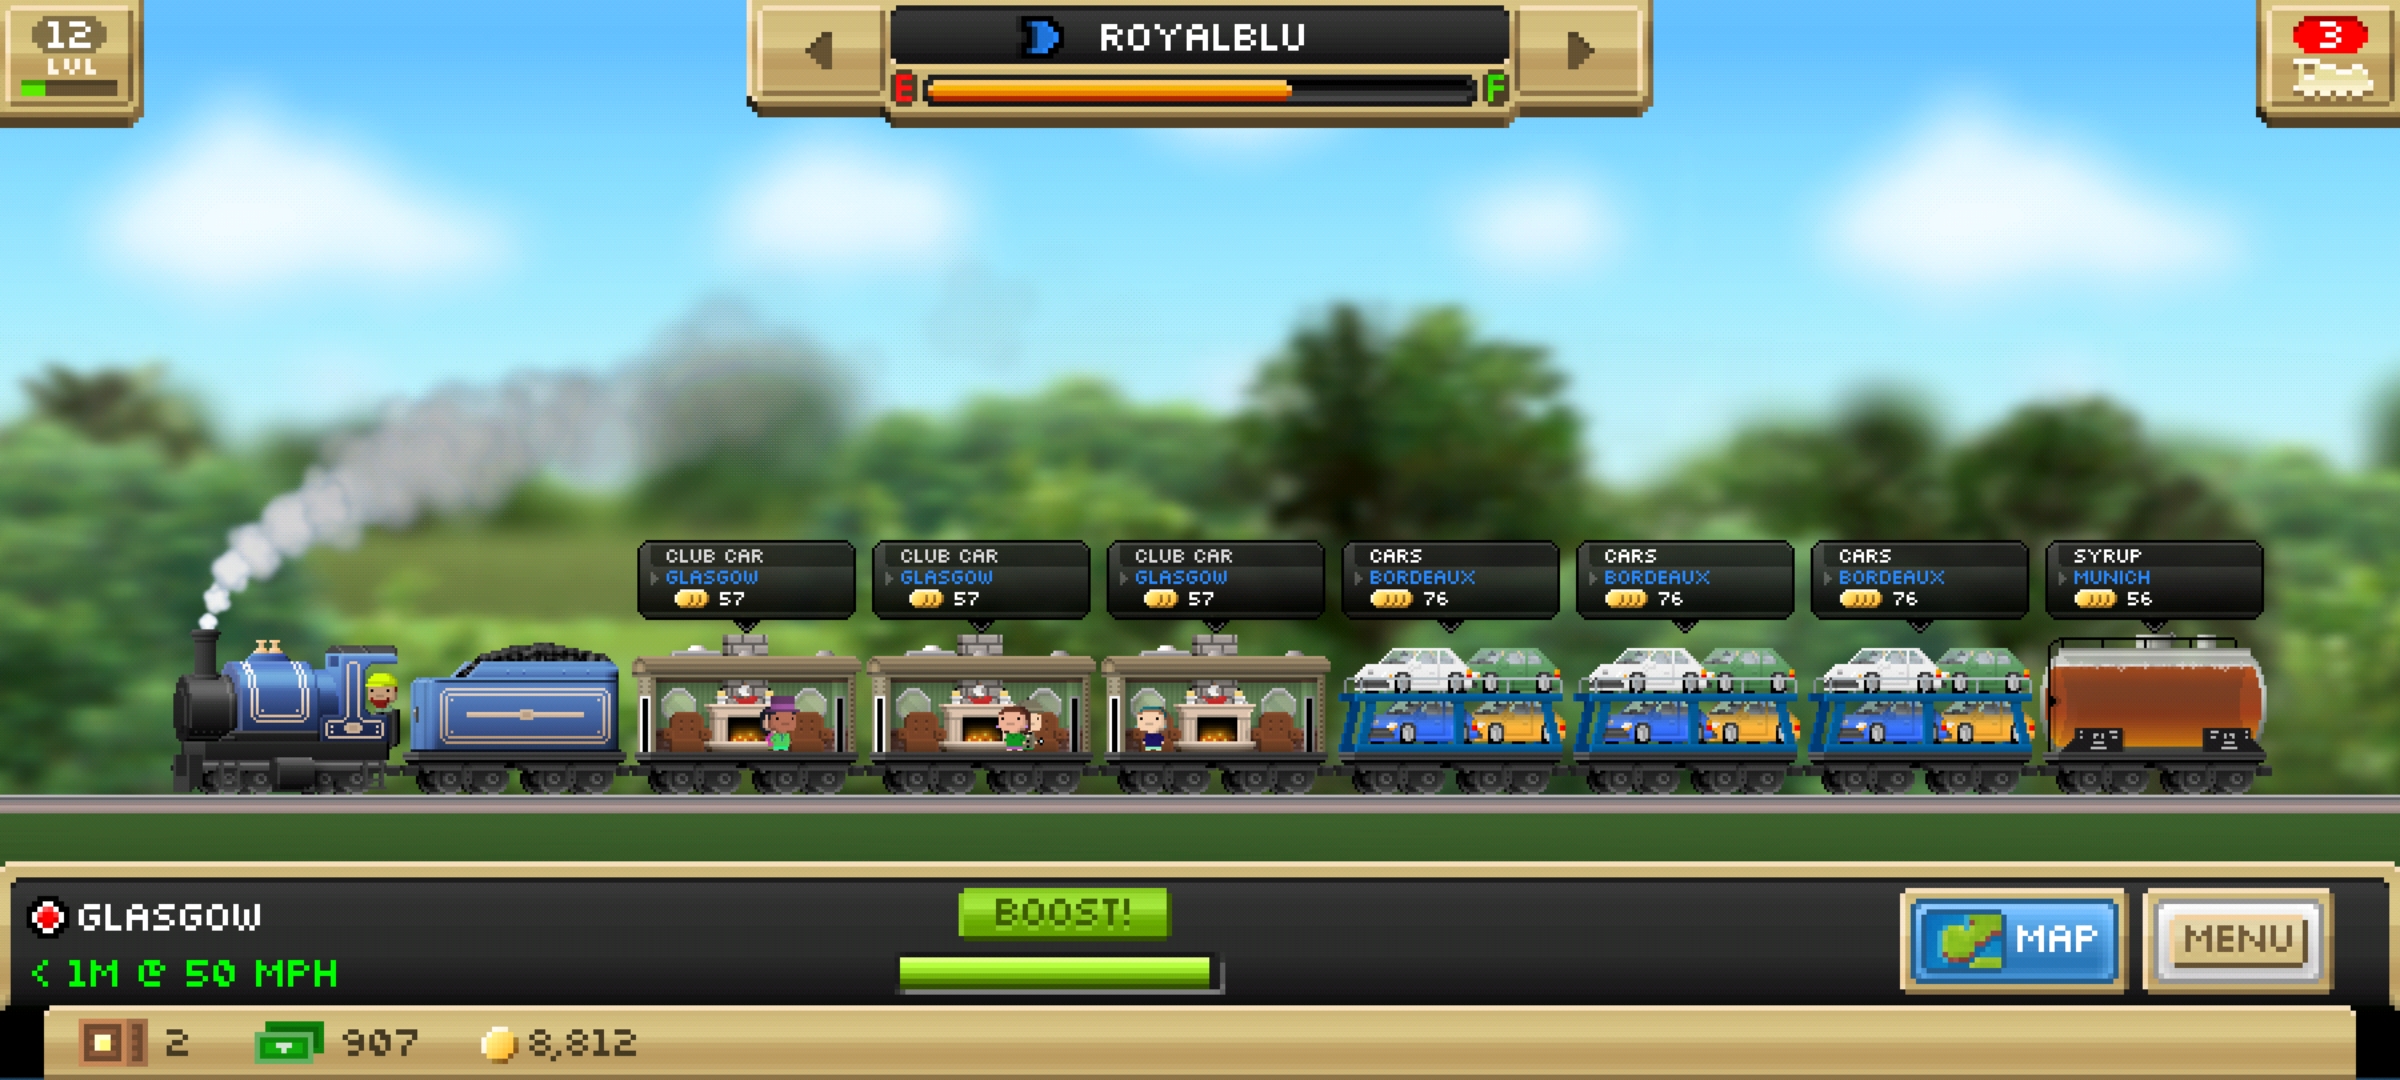 12
LVL
ROYALBLU
E
F
3
CLUB CAR
GLASGOW
57
CLUB CAR
GLASGOW
57
CLUB CAR
GLASGOW
57
CARS
BORDEAUX
76
CARS
BORDEAUX
76
CARS
BORDEAUX
76
SYRUP
MUNICH
56
GLASGOW
< 1M @ 50 MPH
BOOST!
MAP
MENU
2
907
8,812